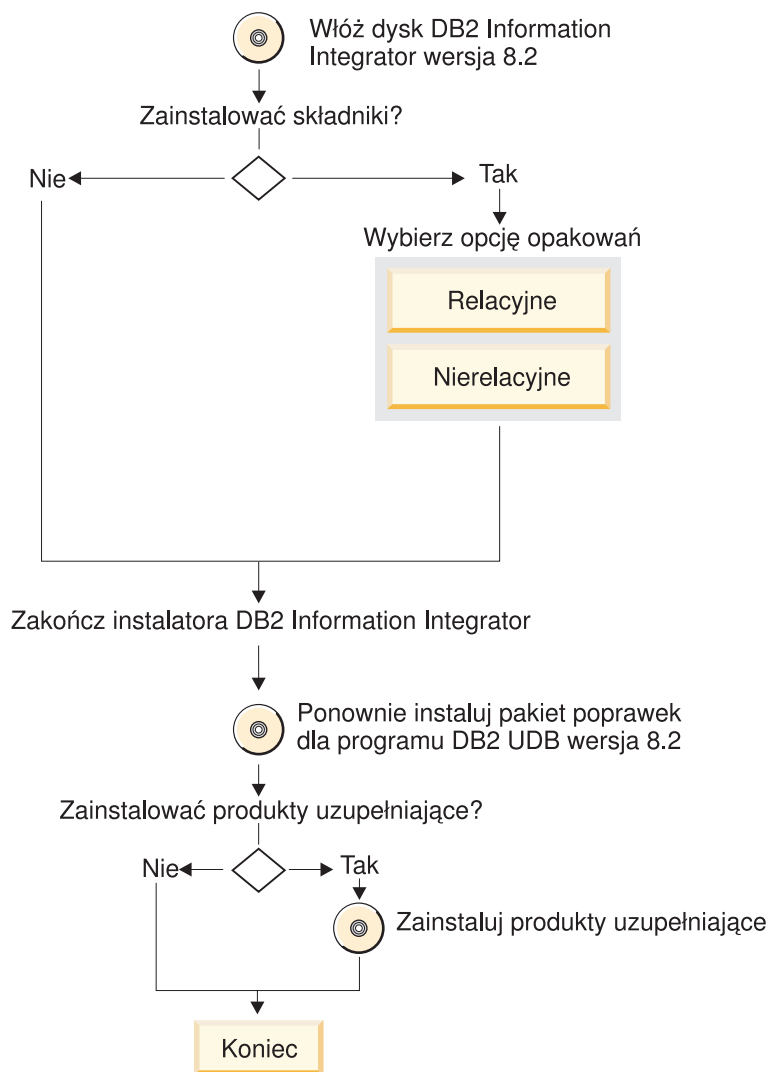 Włóż dysk DB2 Information
Integrator wersja 8.2
Zainstalować składniki?
Nie
Tak
Wybierz opcję opakowań
Relacyjne
Nierelacyjne
Zakończ instalatora DB2 Information Integrator
Ponownie instaluj pakiet poprawek
dla programu DB2 UDB wersja 8.2
Zainstalować produkty uzupełniające?
Nie
Tak
Zainstaluj produkty uzupełniające
Koniec